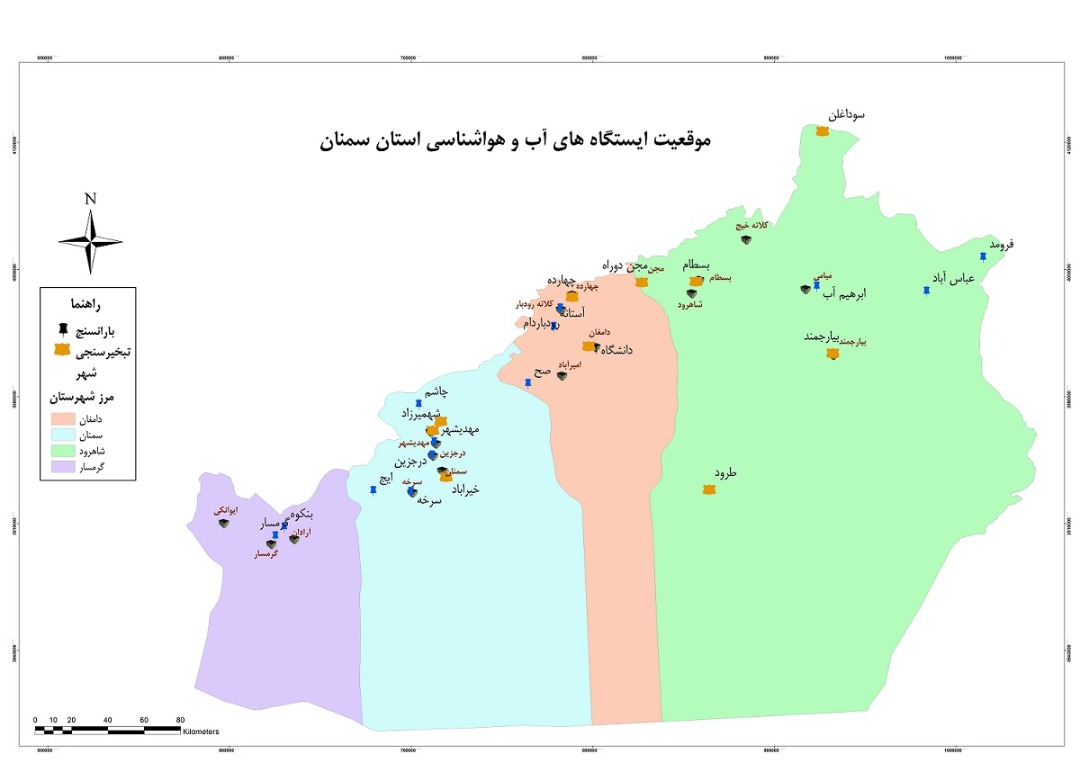 موقعیت ایستگاه های آب و هواشناسی استان سمنان
N
راهنما
بارانسنج
تبخیرسنجی
شهر
مرز شهرستان
دامغان
سمنان
شاهرود
گرمسار
سوداغلن
کلاته خیج
فرومد
مجن دوراه
مجن
بسطام
بسطام
شاهرود
میامی
ابرهیم آب
عباس آباد
چهارده
چهارده
کلاته رودبار
آستانه
رودباردام
دامغان
دانشگاه
بیارجمند
بیارجمند
امیرآباد
صح
چاشم
شهمیرزاد
مهدیشهر
مهدیشهر
درجزین
درجزین
سمنان
خیراباد
ایج
سرخه
سرخه
طرود
ایوانکی
بنکوه
گرمسار
آرادان
گرمسار
0 10 20 40 60 80
Kilometers